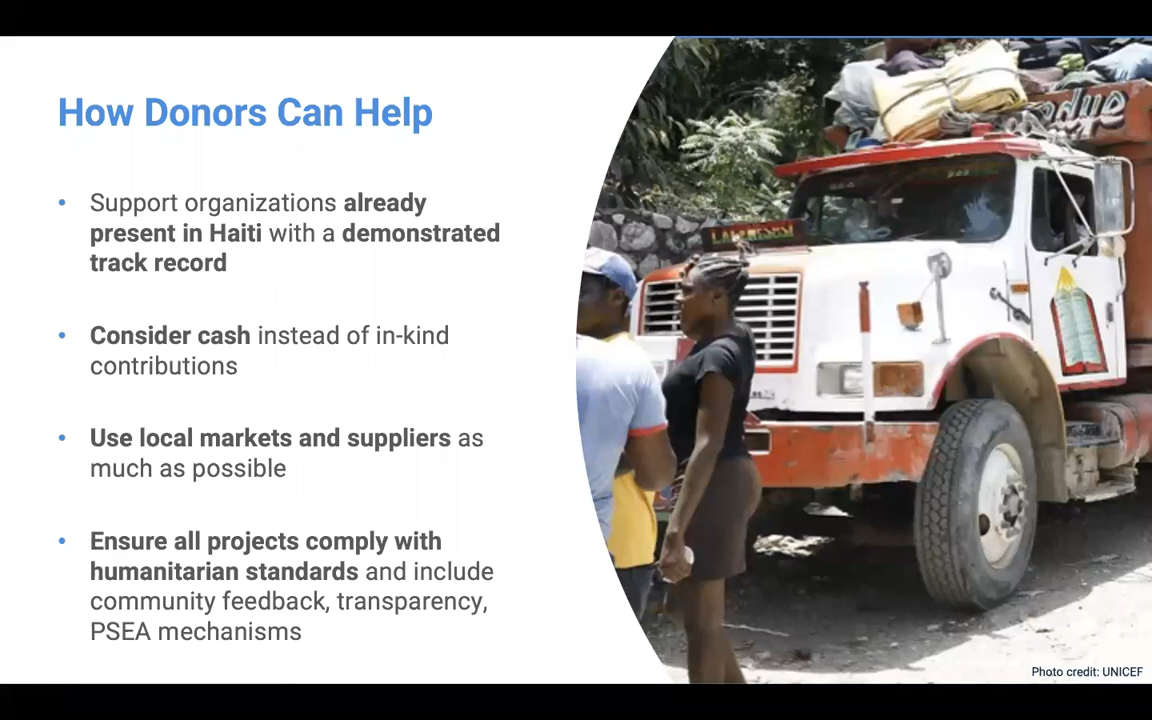 How Donors Can Help
• Support organizations already
present in Haiti with a demonstrated
track record
• Consider cash instead of in-kind
contributions
• Use local markets and suppliers as
much as possible
• Ensure all projects comply with
humanitarian standards and include
community feedback, transparency,
PSEA mechanisms
Photo credit: UNICEF